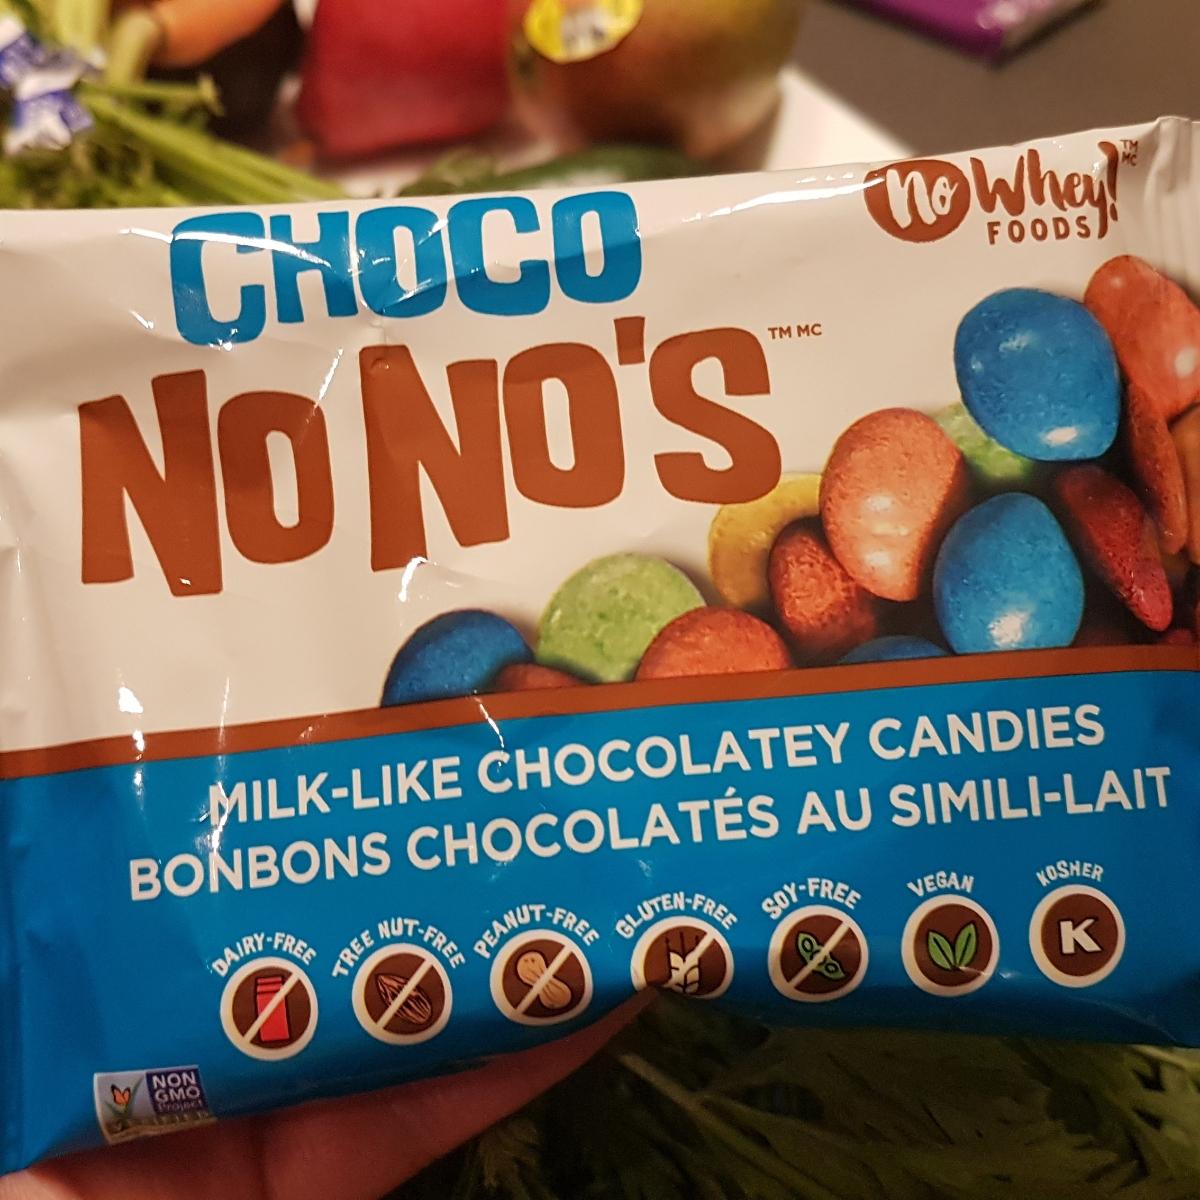 no Whey! TM MC
FOODS
CHOCO
NO NO'S TM MC
MILK-LIKE CHOCOLATEY CANDIES
BONBONS CHOCOLATÉS AU SIMILI-LAIT
DAIRY-FREE TREE NUT-FREE PEANUT-FREE GLUTEN-FREE SOY-FREE VEGAN KOSHER
K
NON
GMO
Project
VERIFIED